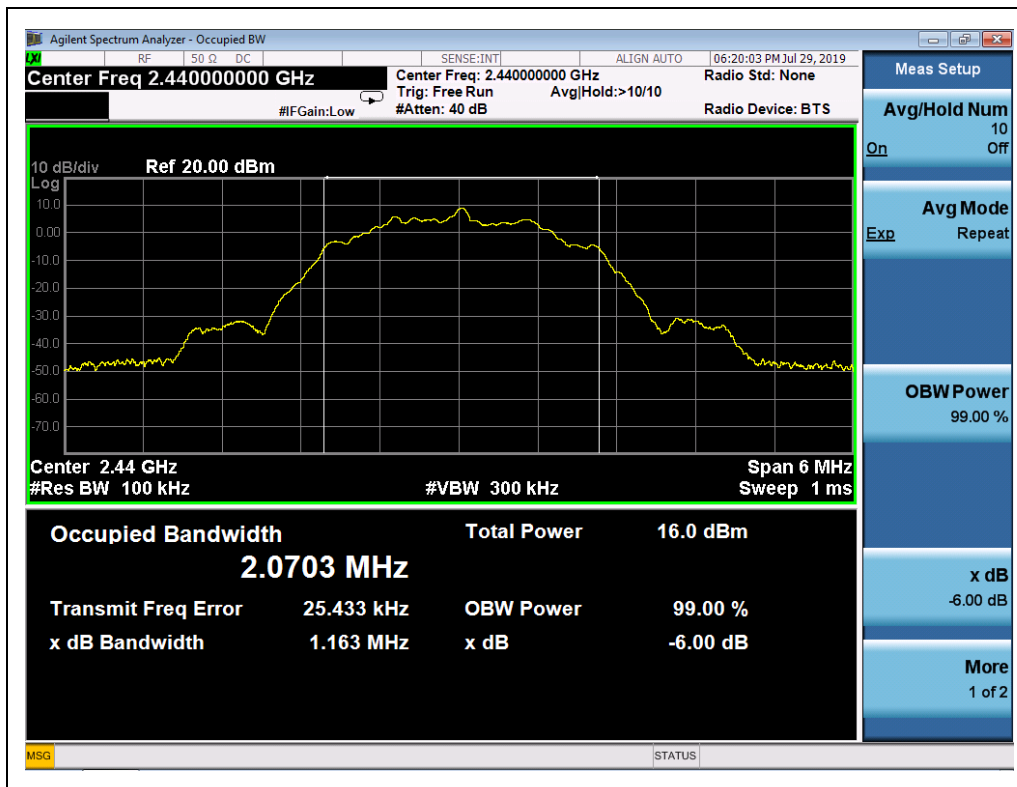 Agilent Spectrum Analyzer - Occupied BW
LXI RF 50 Ω DC SENSE:INT ALIGN AUTO 06:20:03 PM Jul 29, 2019
Center Freq 2.440000000 GHz
Center Freq: 2.440000000 GHz
Radio Std: None
Trig: Free Run
Avg|Hold:>10/10
#IFGain:Low
#Atten: 40 dB
Radio Device: BTS
10 dB/div
Ref 20.00 dBm
Log
10.0
0.00
-10.0
-20.0
-30.0
-40.0
-50.0
-60.0
-70.0
Center 2.44 GHz
Span 6 MHz
#Res BW 100 kHz
#VBW 300 kHz
Sweep 1 ms
Occupied Bandwidth
2.0703 MHz
Total Power 16.0 dBm
Transmit Freq Error 25.433 kHz
OBW Power 99.00 %
x dB Bandwidth 1.163 MHz
x dB -6.00 dB
Meas Setup
Avg/Hold Num
10
On Off
Avg Mode
Exp Repeat
OBW Power
99.00 %
x dB
-6.00 dB
More
1 of 2
MSG
STATUS